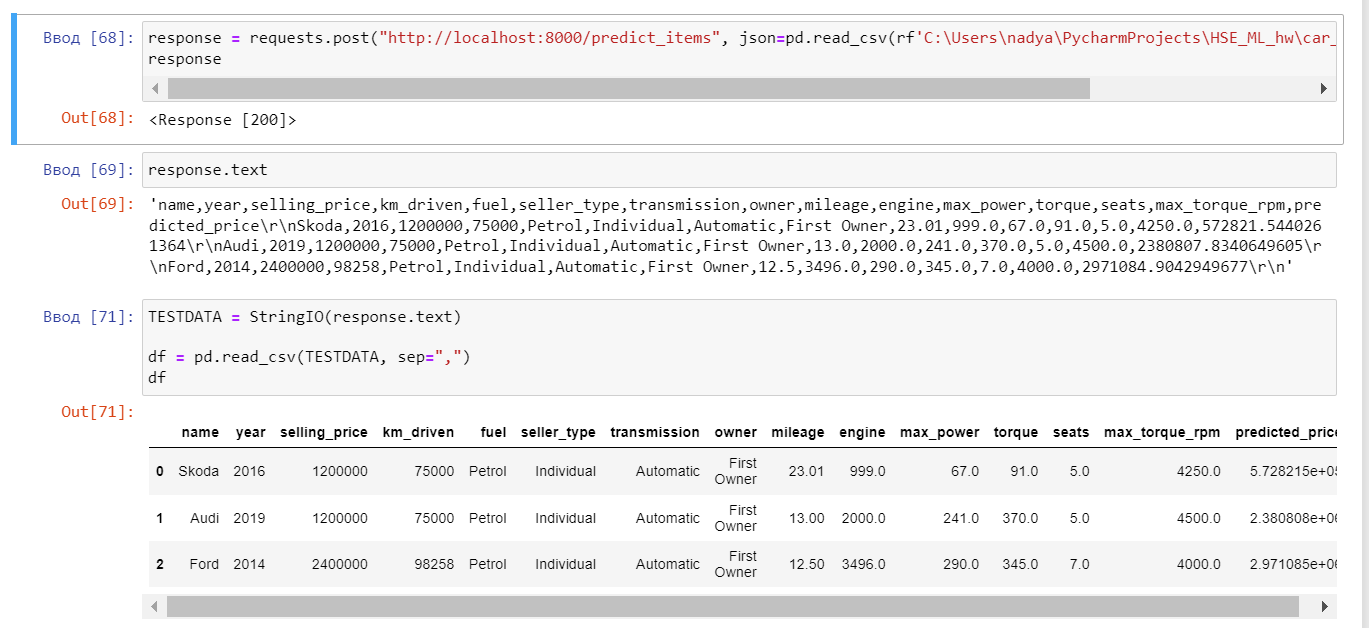 Ввод [68]: response = requests.post("http://localhost:8000/predict_items", json=pd.read_csv(rf'C:\Users\nadya\PycharmProjects\HSE_ML_hw\car_
response
Out[68]: <Response [200]>
Ввод [69]: response.text
Out[69]: 'name,year,selling_price,km_driven,fuel,seller_type,transmission,owner,mileage,engine,max_power,torque,seats,max_torque_rpm,pre
dicted_price\r\nSkoda,2016,1200000,75000,Petrol,Individual,Automatic,First Owner,23.01,999.0,67.0,91.0,5.0,4250.0,572821.544026
1364\r\nAudi,2019,1200000,75000,Petrol,Individual,Automatic,First Owner,13.0,2000.0,241.0,370.0,5.0,4500.0,2380807.8340649605\r
\nFord,2014,2400000,98258,Petrol,Individual,Automatic,First Owner,12.5,3496.0,290.0,345.0,7.0,4000.0,2971084.9042949677\r\n'
Ввод [71]: TESTDATA = StringIO(response.text)
df = pd.read_csv(TESTDATA, sep=",")
df
Out[71]:
name year selling_price km_driven fuel seller_type transmission owner mileage engine max_power torque seats max_torque_rpm predicted_price
0 Skoda 2016 1200000 75000 Petrol Individual Automatic First Owner 23.01 999.0 67.0 91.0 5.0 4250.0 5.728215e+05
1 Audi 2019 1200000 75000 Petrol Individual Automatic First Owner 13.00 2000.0 241.0 370.0 5.0 4500.0 2.380808e+06
2 Ford 2014 2400000 98258 Petrol Individual Automatic First Owner 12.50 3496.0 290.0 345.0 7.0 4000.0 2.971085e+06